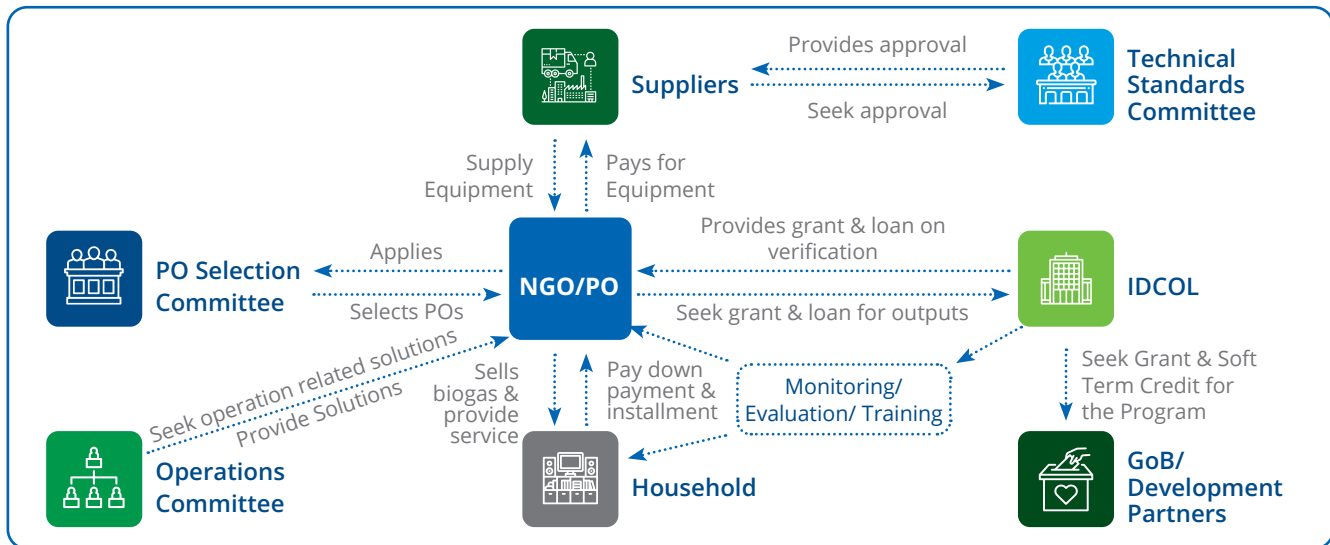 Suppliers
Provides approval
Seek approval
Technical
Standards
Committee
Supply
Equipment
Pays for
Equipment
PO Selection
Committee
Applies
Selects POs
NGO/PO
Provides grant & loan on
verification
Seek grant & loan for outputs
IDCOL
Seek operation related solutions
Provide Solutions
Sells
biogas &
provide
service
Pay down
payment &
installment
Monitoring/
Evaluation/ Training
Seek Grant & Soft
Term Credit for
the Program
Operations
Committee
Household
GoB/
Development
Partners